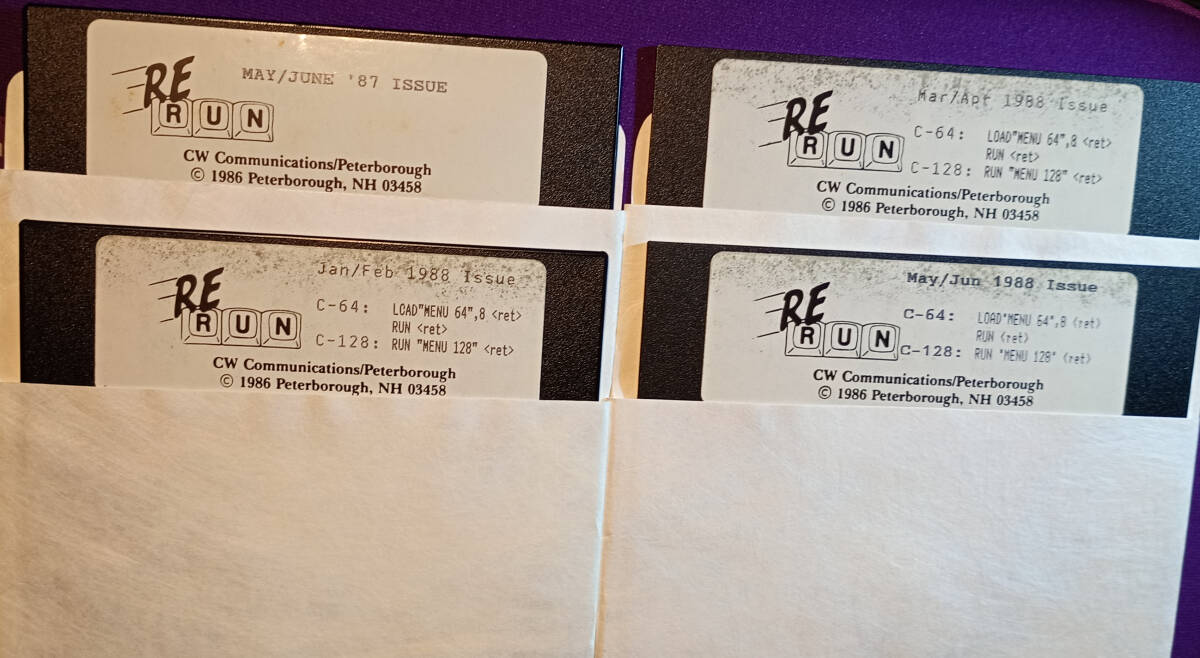 MAY/JUNE '87 ISSUE
RE
RUN
CW Communications/Peterborough
© 1986 Peterborough, NH 03458
Mar/Apr 1988 Issue
RE
RUN
C-64: LOAD"MENU 64",8 <ret>
RUN <ret>
C-128: RUN "MENU 128" <ret>
CW Communications/Peterborough
© 1986 Peterborough, NH 03458
Jan/Feb 1988 Issue
RE
RUN
C-64: LOAD"MENU 64",8 <ret>
RUN <ret>
C-128: RUN "MENU 128" <ret>
CW Communications/Peterborough
© 1986 Peterborough, NH 03458
May/Jun 1988 Issue
RE
RUN
C-64: LOAD"MENU 64",8 <ret>
RUN <ret>
C-128: RUN "MENU 128" <ret>
CW Communications/Peterborough
© 1986 Peterborough, NH 03458